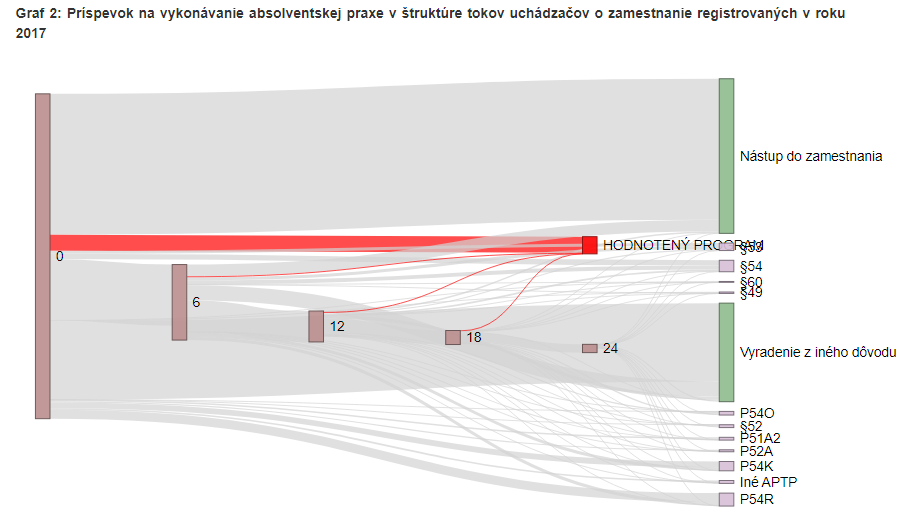 Graf 2: Príspevok na vykonávanie absolventskej praxe v štruktúre tokov uchádzačov o zamestnanie registrovaných v roku
2017
Nástup do zamestnania
HODNOTENÝ PROGRAM
0
§54
§60
6
§49
12
18
24
Vyradenie z iného dôvodu
P54O
§52
P51A2
P52A
P54K
Iné APTP
P54R